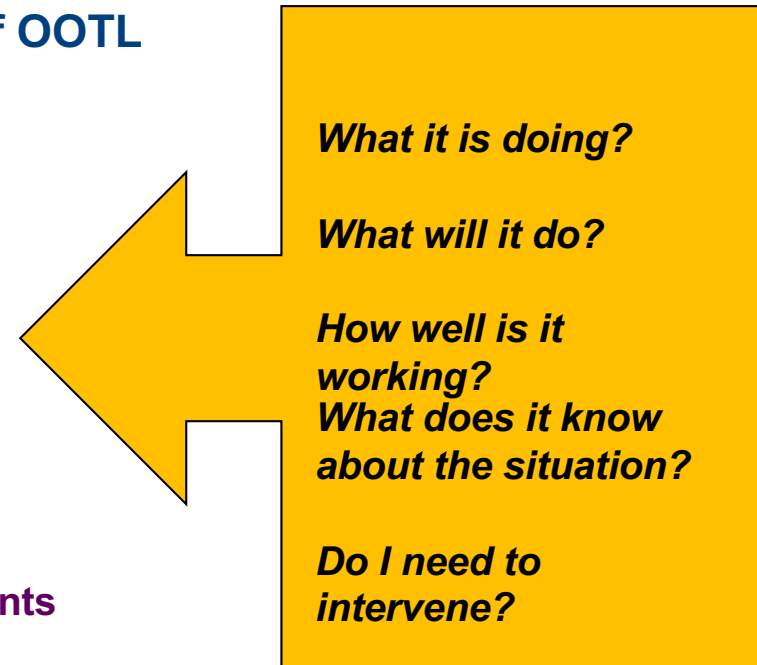 OOTL
What it is doing?
What will it do?
How well is it
working?
What does it know
about the situation?
Do I need to
intervene?